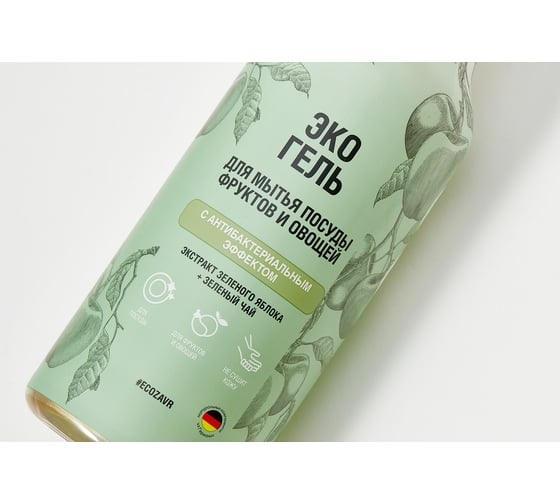 ЭКО
ГЕЛЬ
ДЛЯ МЫТЬЯ ПОСУДЫ
ФРУКТОВ И ОВОЩЕЙ
С АНТИБАКТЕРИАЛЬНЫМ
ЭФФЕКТОМ
ЭКСТРАКТ ЗЕЛЕНОГО ЯБЛОКА
+ ЗЕЛЕНЫЙ ЧАЙ
ДЛЯ
ПОСУДЫ
ДЛЯ ФРУКТОВ
И ОВОЩЕЙ
НЕ СУШИТ
КОЖУ
#ECOZAVR